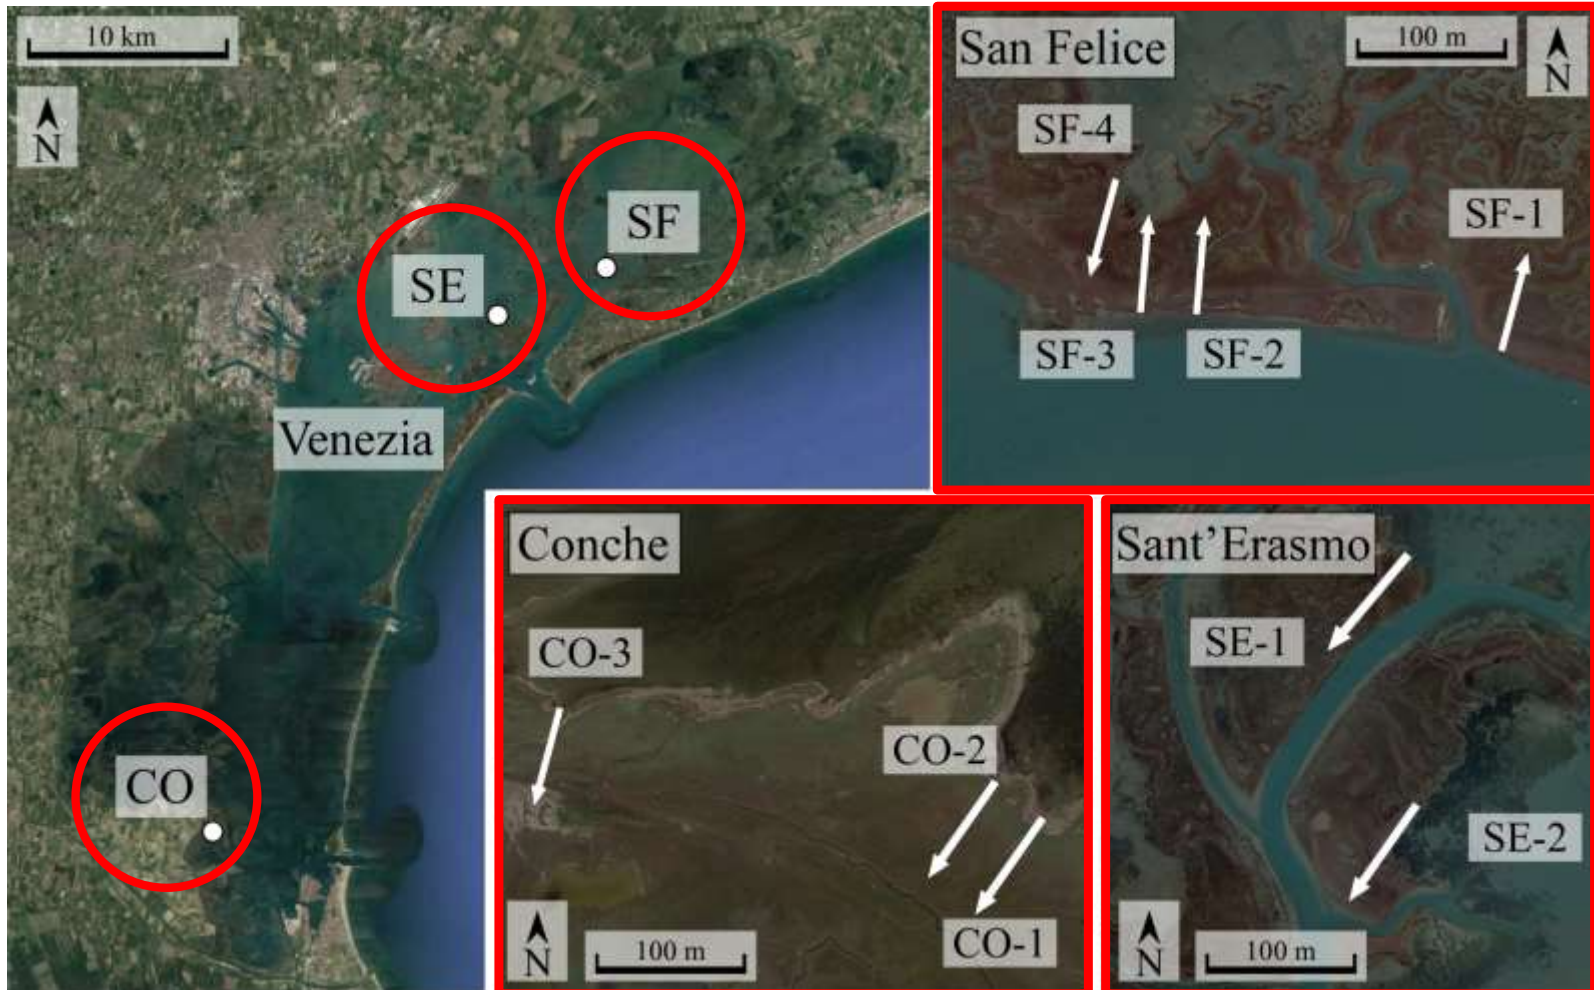 10 km
N
SF
SE
Venezia
CO
San Felice
100 m
N
SF-4
SF-1
SF-3
SF-2
Conche
CO-3
CO-2
CO-1
N
100 m
Sant’Erasmo
SE-1
SE-2
N
100 m